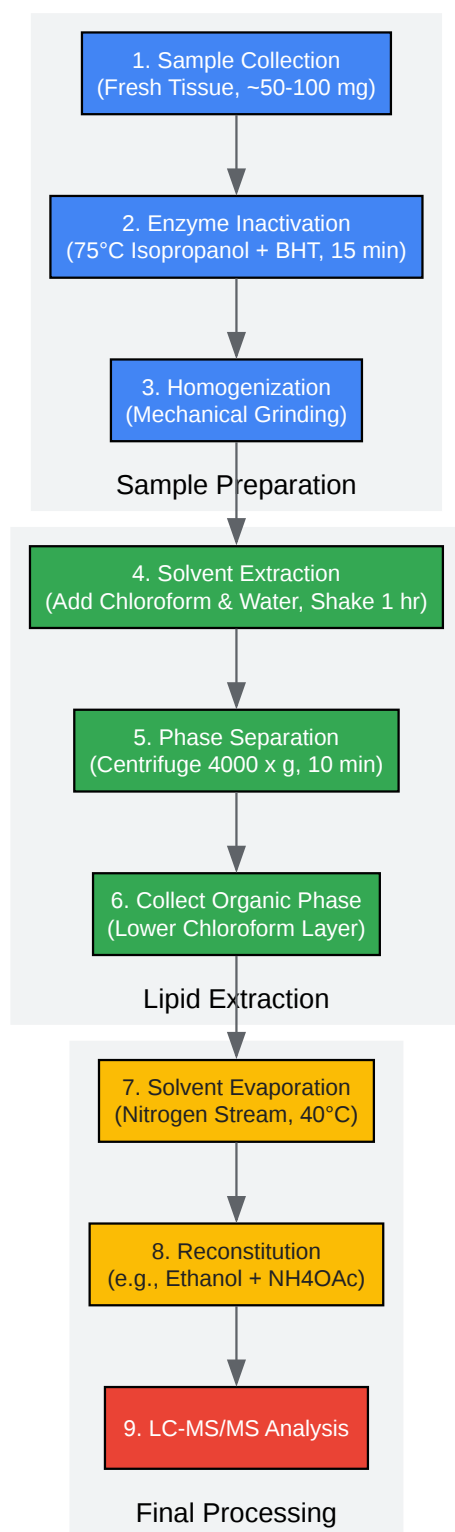 1. Sample Collection
(Fresh Tissue, ~50-100 mg)
2. Enzyme Inactivation
(75°C Isopropanol + BHT, 15 min)
3. Homogenization
(Mechanical Grinding)
Sample Preparation
4. Solvent Extraction
(Add Chloroform & Water, Shake 1 hr)
5. Phase Separation
(Centrifuge 4000 x g, 10 min)
6. Collect Organic Phase
(Lower Chloroform Layer)
Lipid Extraction
7. Solvent Evaporation
(Nitrogen Stream, 40°C)
8. Reconstitution
(e.g., Ethanol + NH4OAc)
9. LC-MS/MS Analysis
Final Processing